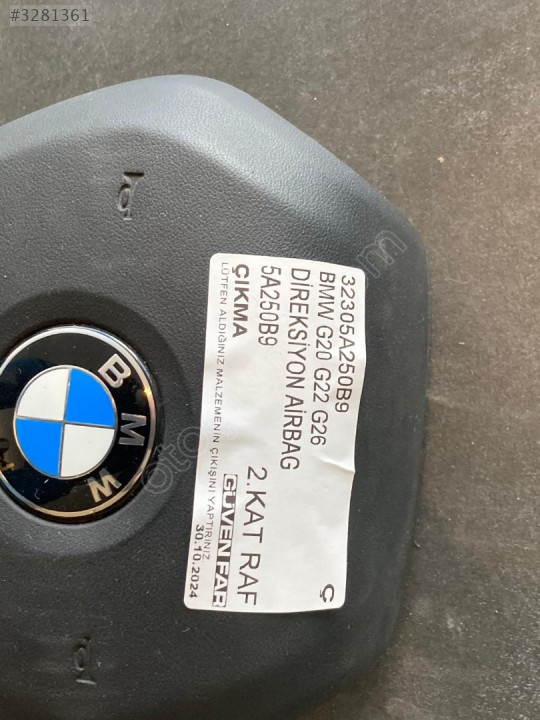 #3281361
32305A250B9
BMW G20 G22 G26
DİREKSİYON AİRBAG
5A250B9
ÇIKMA
2.KAT RAF
Ç
LÜTFEN ALDIĞINIZ MALZEMENİN ÇIKIŞINI YAPTIRINIZ
GÜVEN FAR
30.10.2024
BMW